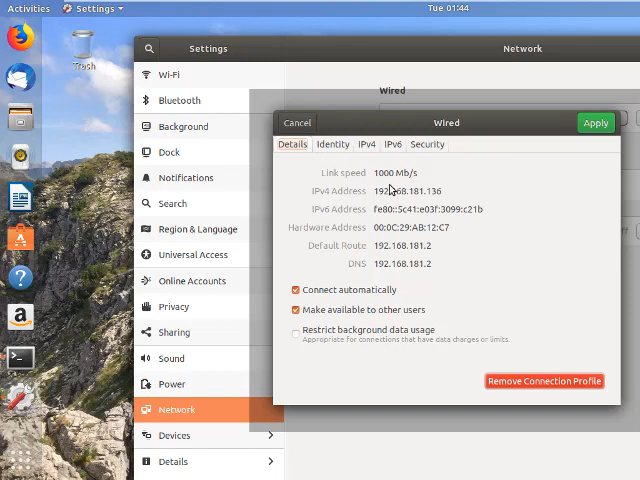 Activities
Settings
Tue 01:44
Trash
Settings
Network
Wi-Fi
Bluetooth
Background
Dock
Notifications
Search
Region & Language
Universal Access
Online Accounts
Privacy
Sharing
Sound
Power
Network
Devices
Details
Wired
Cancel
Wired
Apply
Details
Identity
IPv4
IPv6
Security
Link speed 1000 Mb/s
IPv4 Address 192.168.181.136
IPv6 Address fe80::5c41:e03f:3099:c21b
Hardware Address 00:0C:29:AB:12:C7
Default Route 192.168.181.2
DNS 192.168.181.2
Connect automatically
Make available to other users
Restrict background data usage
Appropriate for connections that have data charges or limits.
Remove Connection Profile